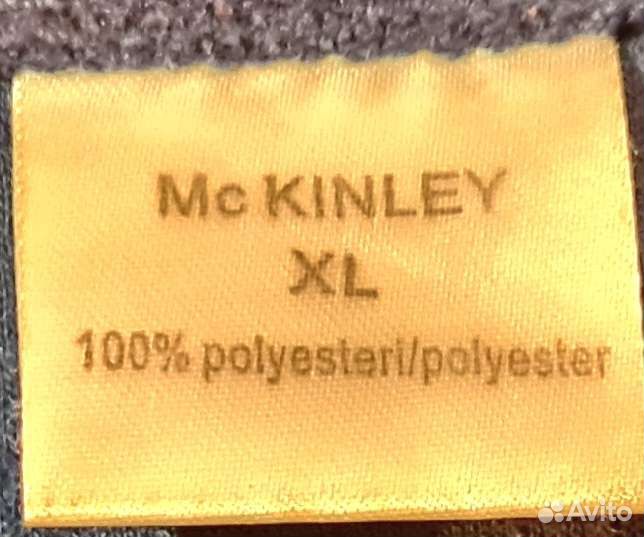 Mc KINLEY
XL
100% polyesteri/polyester
Avito